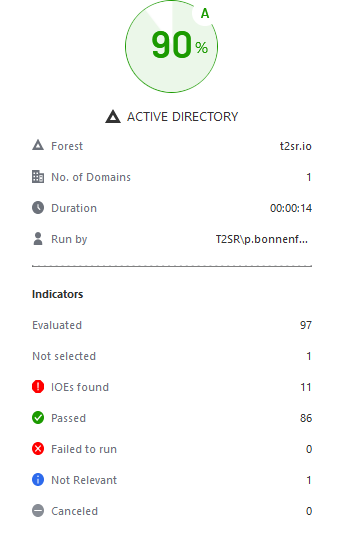 A
90 %
ACTIVE DIRECTORY
Forest t2sr.io
No. of Domains 1
Duration 00:00:14
Run by T2SR\p.bonnenf...
Indicators
Evaluated 97
Not selected 1
IOEs found 11
Passed 86
Failed to run 0
Not Relevant 1
Canceled 0